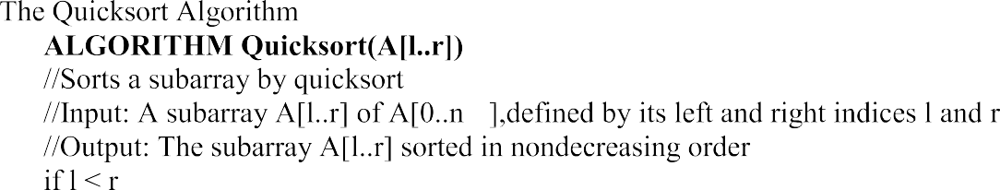 The Quicksort Algorithm
ALGORITHM Quicksort(A[l..r])
//Sorts a subarray by quicksort
//Input: A subarray A[l..r] of A[0..n ],defined by its left and right indices l and r
//Output: The subarray A[l..r] sorted in nondecreasing order
if l < r